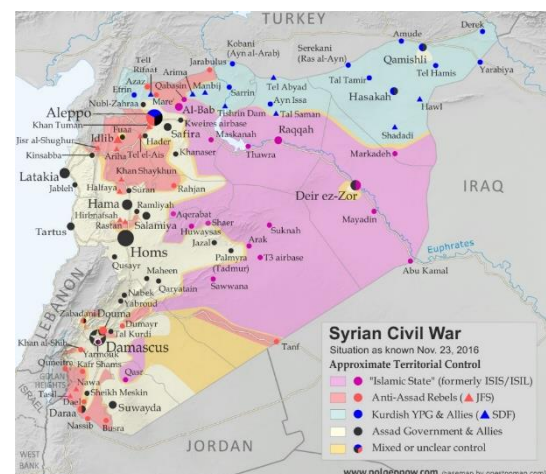 TURKEY
Derek
Amude
Kobani
(Ayn al-Arab)
Serekani
(Ras al-Ayn)
Qamishli
Tell
Rifaat
Arima
Jarabulus
Azaz
Qabasin
Manbij
Tel Abyad
Tal Tamir
Tel Hamis
Yarabiya
Efrin
Sarrin
Hasakah
Mare
Al-Bab
Ayn Issa
Hawl
Nubl-Zahraa
Tishrin Dam
Tal Saman
Aleppo
Kweires airbase
Khan Tuman
Safira
Maskanah
Raqqah
Shadadi
Fuaa
Hader
Jisr al-Shughur
Idlib
Khanaser
Thawra
Markadeh
Kinsabba
Ariha
Tel el-Ais
Latakia
Khan Shaykhun
Jableh
Halfaya
Suran
Rahjan
Deir ez-Zor
IRAQ
Hama
Ramliyah
Aqerabat
Mayadin
Tartus
Rastan
Salamiya
Shaer
Suknah
Huwaysas
Homs
Jazal
Arak
Euphrates
Qusayr
Palmyra
(Tadmur)
T3 airbase
Abu Kamal
Maheen
Sawwana
LEBANON
Nabek
Qaryatain
Yabroud
Zabadani
Douma
Dumayr
Tal Kurdi
Khan al-Shih
Damascus
Yarmouk
Quneitra
Kafr Shams
Tanf
GOLAN
HEIGHTS
Nawa
Qasr
Tasil
Sheikh Meskin
Dael
Suwayda
ISRAEL
Daraa
Nassib
Busra
WEST
BANK
JORDAN
Syrian Civil War
Situation as known Nov. 23, 2016
Approximate Territorial Control
"Islamic State" (formerly ISIS/ISIL)
Anti-Assad Rebels ( JFS)
Kurdish YPG & Allies ( SDF)
Assad Government & Allies
Mixed or unclear control
www.polgeonow.com